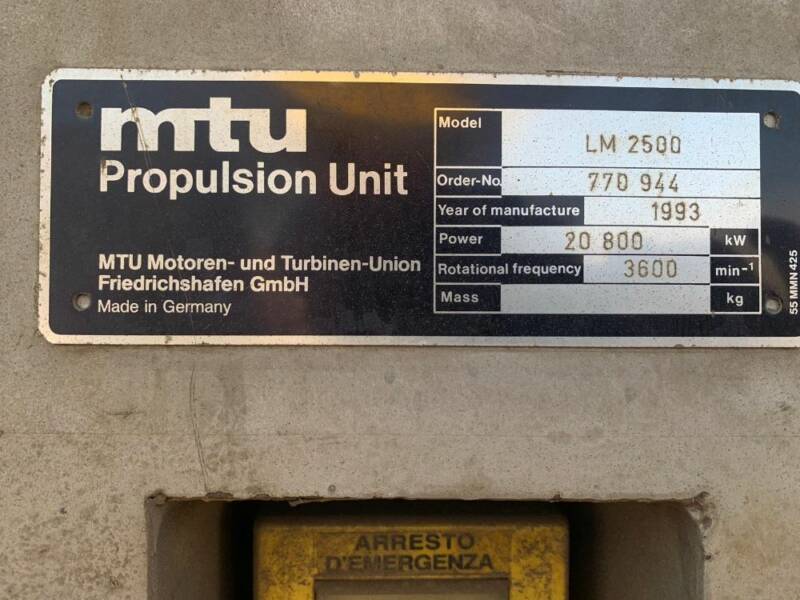 mtu
Propulsion Unit
MTU Motoren- und Turbinen-Union
Friedrichshafen GmbH
Made in Germany
Model LM 2500
Order-No. 770 944
Year of manufacture 1993
Power 20 800 kW
Rotational frequency 3600 min-¹
Mass kg
55 MMN 425
ARRESTO
D'EMERGENZA